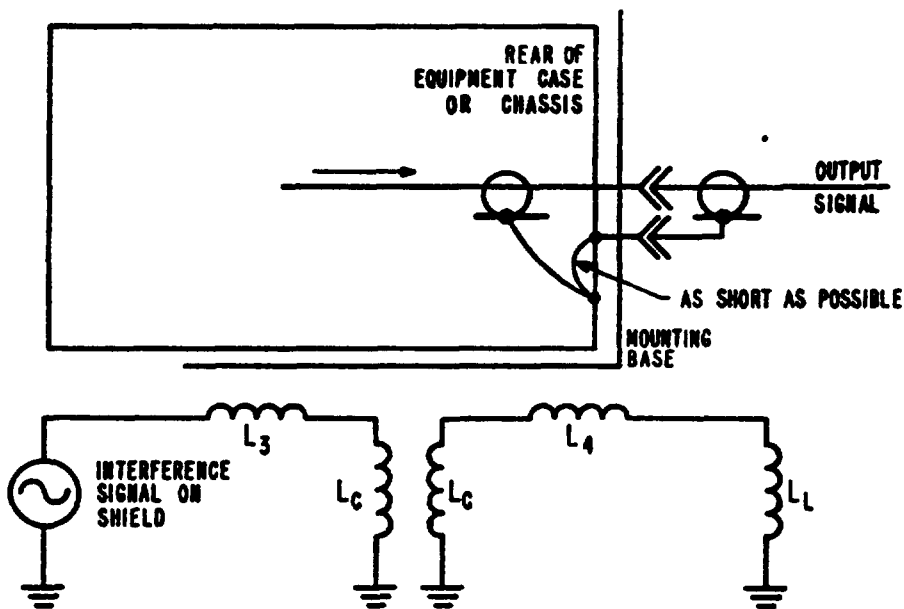 REAR OF
EQUIPMENT CASE
OR CHASSIS
OUTPUT
SIGNAL
AS SHORT AS POSSIBLE
MOUNTING
BASE
INTERFERENCE
SIGNAL ON
SHIELD
L3
LC
LC
L4
LL